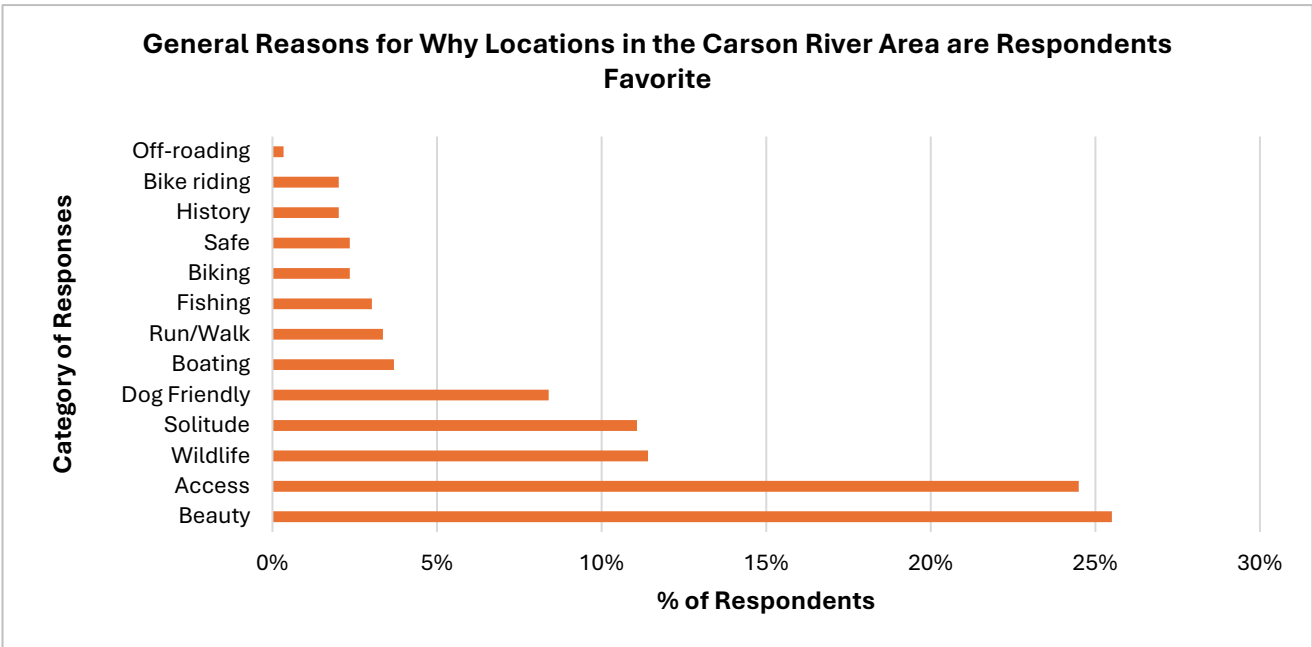 General Reasons for Why Locations in the Carson River Area are Respondents
Favorite
Category of Responses
Off-roading
Bike riding
History
Safe
Biking
Fishing
Run/Walk
Boating
Dog Friendly
Solitude
Wildlife
Access
Beauty
0% 5% 10% 15% 20% 25% 30%
% of Respondents